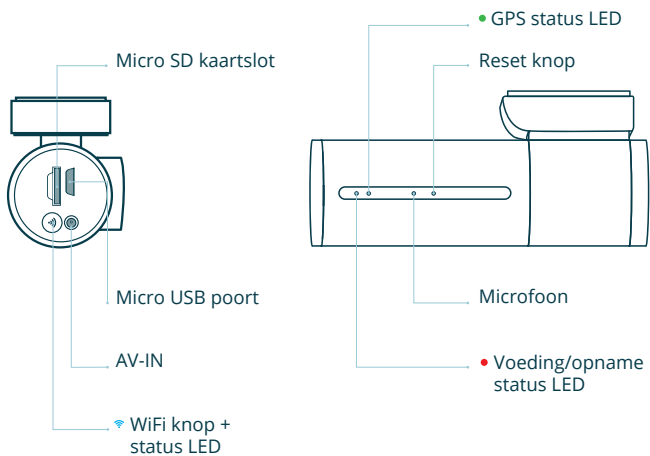 Micro SD kaartslot
Micro USB poort
AV-IN
WiFi knop +
status LED
GPS status LED
Reset knop
Microfoon
Voeding/opname
status LED